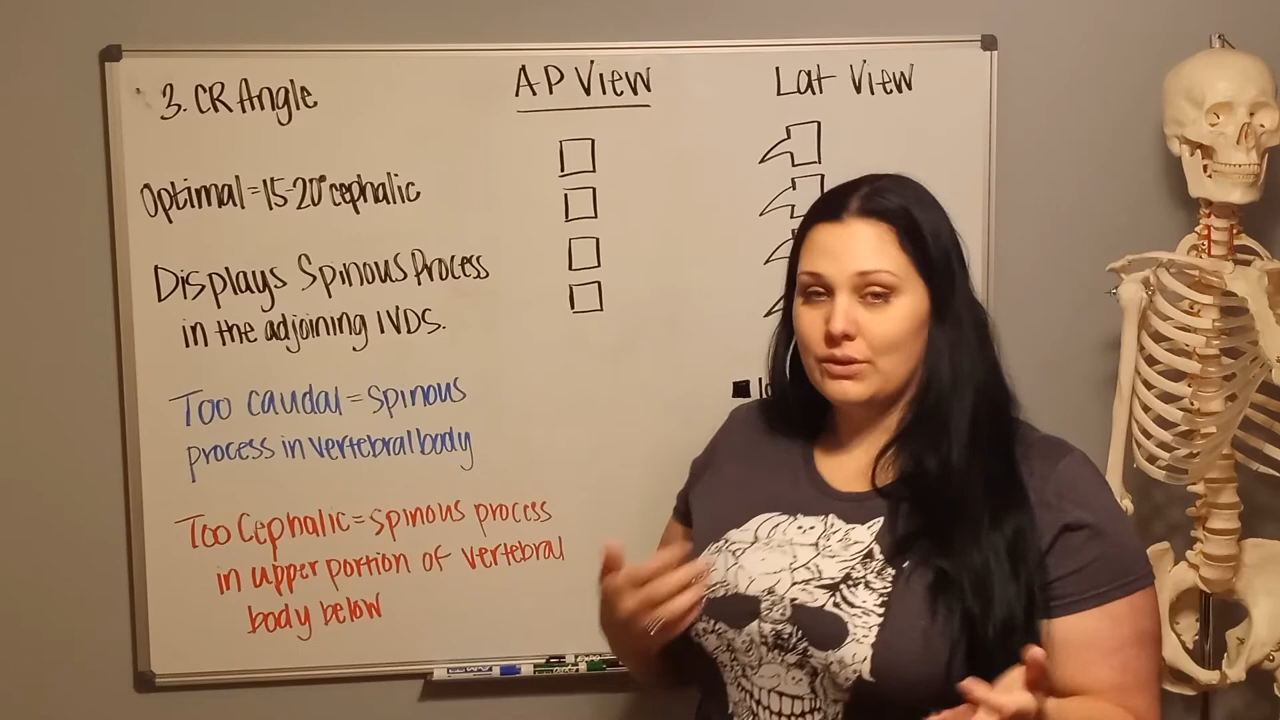 3. CR Angle
AP View
Lat View
Optimal = 15-20° cephalic
Displays Spinous Process
in the adjoining IVDS.
Too caudal = spinous
process in vertebral body
Too Cephalic = spinous process
in upper portion of vertebral
body below